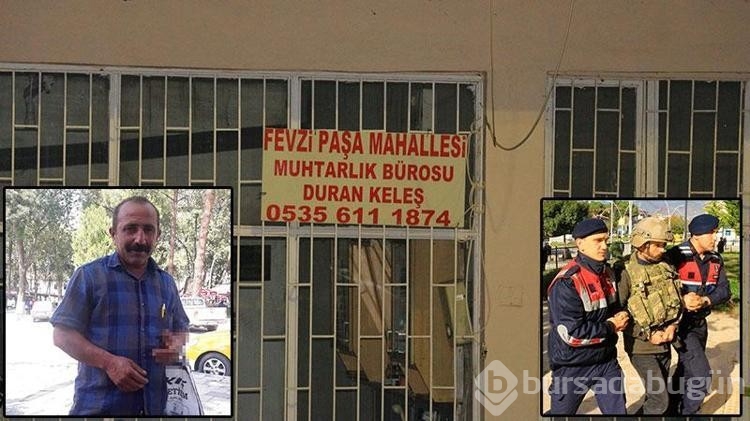 FEVZİ PAŞA MAHALLESİ
MUHTARLIK BÜROSU
DURAN KELEŞ
0535 611 1874
bursadabugün